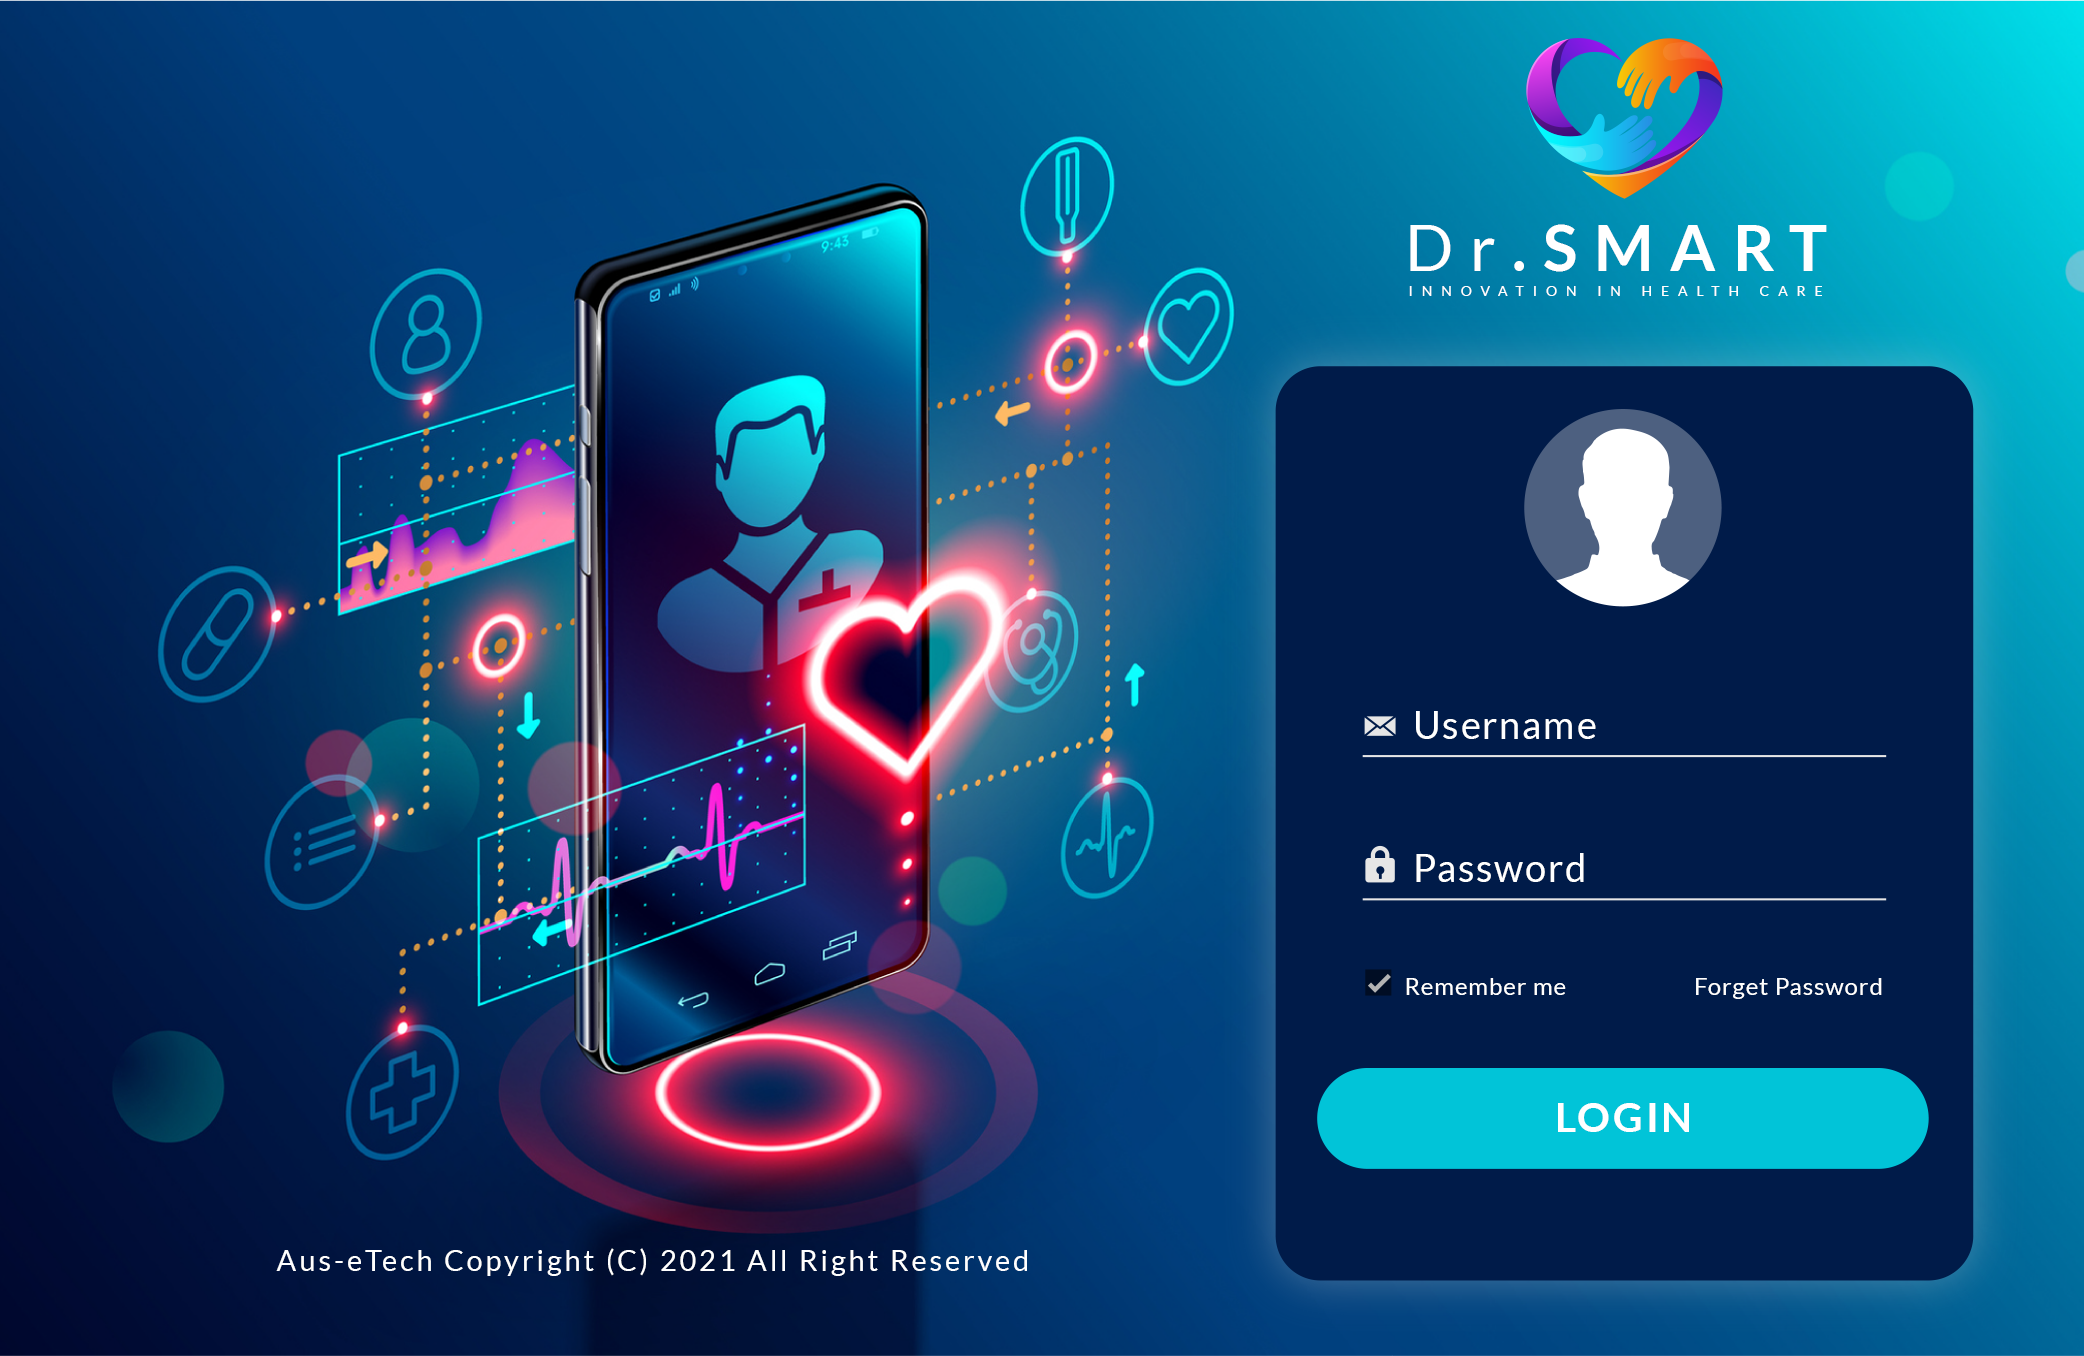 9:43
Dr.SMART
INNOVATION IN HEALTH CARE
Username
Password
Remember me
Forget Password
LOGIN
Aus-eTech Copyright (C) 2021 All Right Reserved